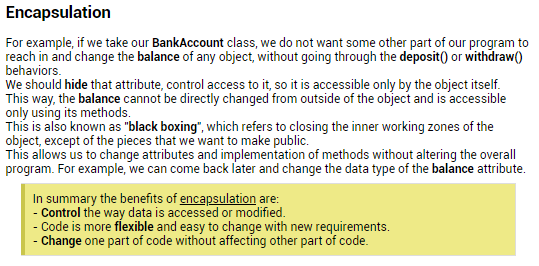 Encapsulation
For example, if we take our BankAccount class, we do not want some other part of our program to
reach in and change the balance of any object, without going through the deposit() or withdraw()
behaviors.
We should hide that attribute, control access to it, so it is accessible only by the object itself.
This way, the balance cannot be directly changed from outside of the object and is accessible
only using its methods.
This is also known as "black boxing", which refers to closing the inner working zones of the
object, except of the pieces that we want to make public.
This allows us to change attributes and implementation of methods without altering the overall
program. For example, we can come back later and change the data type of the balance attribute.
In summary the benefits of encapsulation are:
- Control the way data is accessed or modified.
- Code is more flexible and easy to change with new requirements.
- Change one part of code without affecting other part of code.